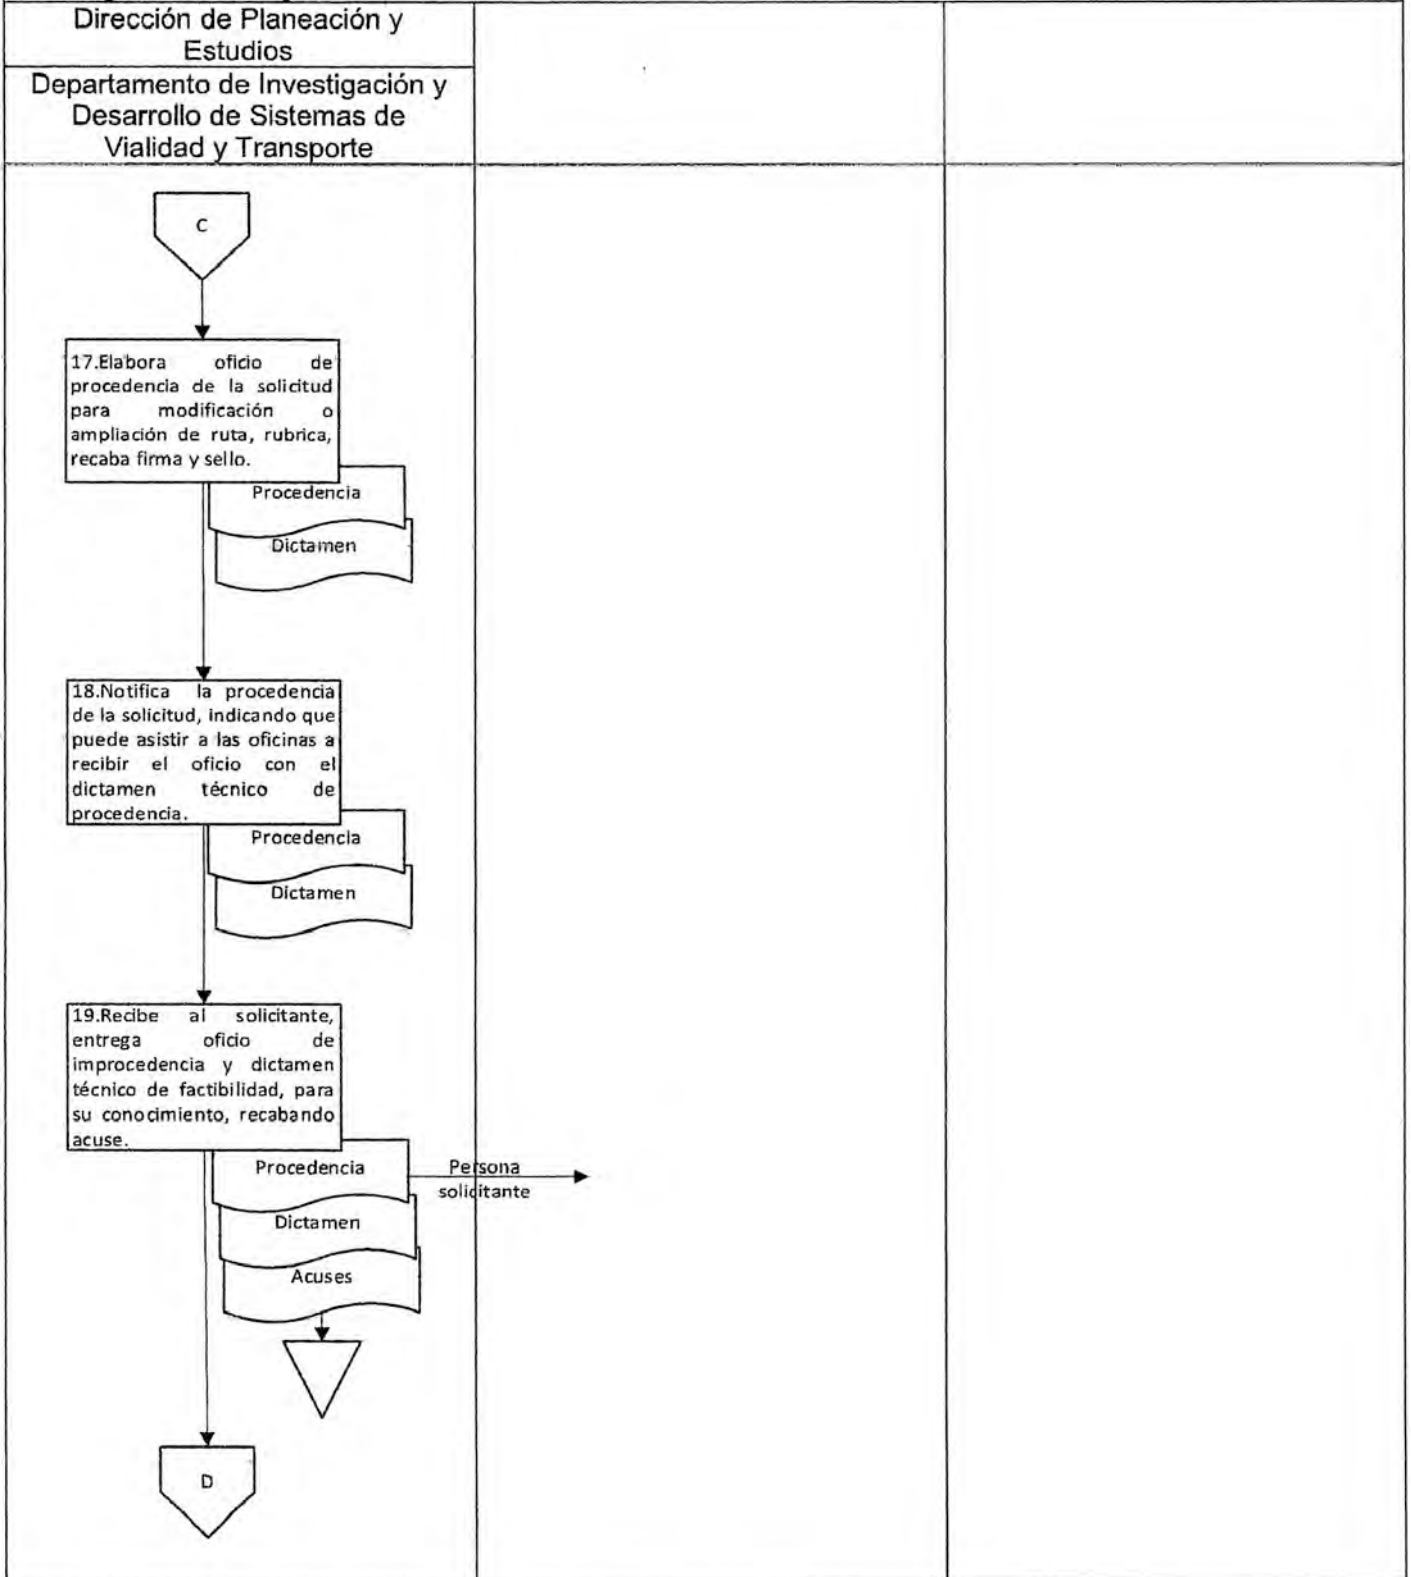 Dirección de Planeación y
Estudios
Departamento de Investigación y
Desarrollo de Sistemas de
Vialidad y Transporte
C
17.Elabora oficio de
procedencia de la solicitud
para modificación o
ampliación de ruta, rubrica,
recaba firma y sello.
Procedencia
Dictamen
18.Notifica la procedencia
de la solicitud, indicando que
puede asistir a las oficinas a
recibir el oficio con el
dictamen técnico de
procedencia.
Procedencia
Dictamen
19.Recibe al solicitante,
entrega oficio de
improcedencia y dictamen
técnico de factibilidad, para
su conocimiento, recabando
acuse.
Procedencia
Persona
solicitante
Dictamen
Acuses
D